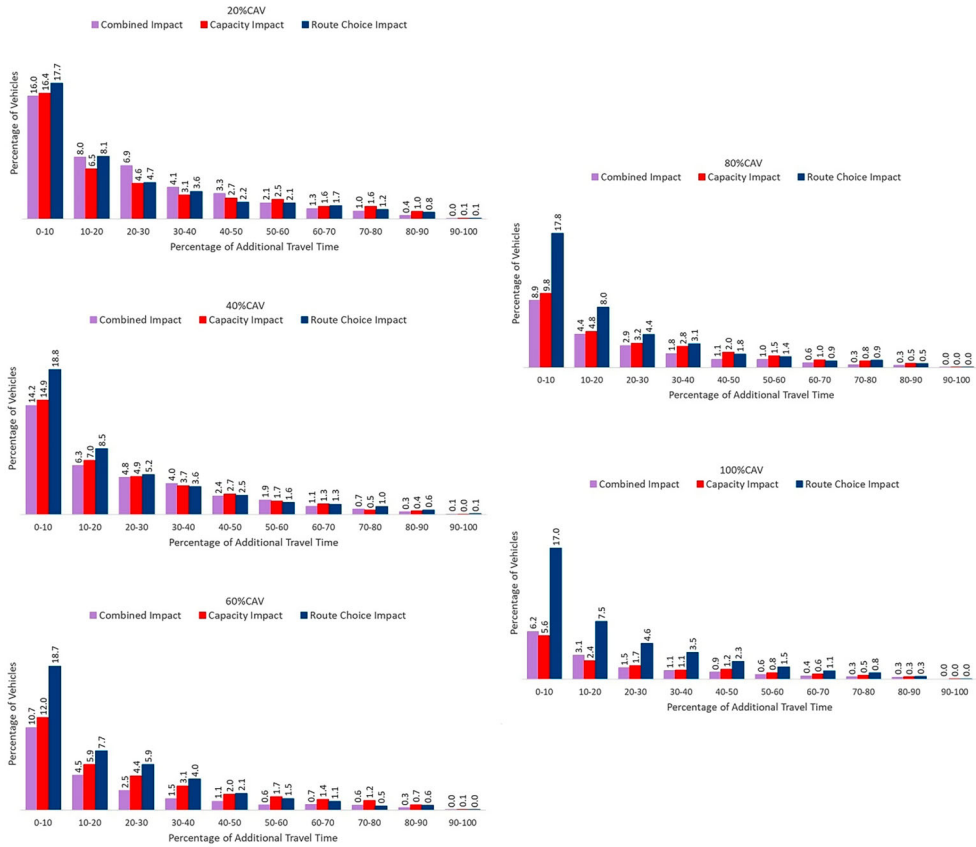 20%CAV
Combined Impact Capacity Impact Route Choice Impact
Percentage of Vehicles
16.0 16.4 17.7 8.0 6.5 8.1 6.9 4.6 4.7 4.1 3.1 3.6 3.3 2.7 2.2 2.1 2.5 2.1 1.3 1.6 1.7 1.0 1.6 1.2 0.4 1.0 0.8 0.0 0.1 0.1
0-10 10-20 20-30 30-40 40-50 50-60 60-70 70-80 80-90 90-100
Percentage of Additional Travel Time
40%CAV
Combined Impact Capacity Impact Route Choice Impact
Percentage of Vehicles
14.2 14.9 18.8 6.3 7.0 8.5 4.8 4.9 5.2 4.0 3.7 3.6 2.4 2.7 2.5 1.9 1.7 1.6 1.1 1.3 1.3 0.7 0.5 1.0 0.3 0.4 0.6 0.1 0.0 0.1
0-10 10-20 20-30 30-40 40-50 50-60 60-70 70-80 80-90 90-100
Percentage of Additional Travel Time
60%CAV
Combined Impact Capacity Impact Route Choice Impact
Percentage of Vehicles
10.7 12.0 18.7 4.5 5.9 7.7 2.5 4.4 5.9 1.5 3.1 4.0 1.1 2.0 2.1 0.6 1.7 1.5 0.7 1.4 1.1 0.6 1.2 0.5 0.3 0.7 0.6 0.0 0.1 0.0
0-10 10-20 20-30 30-40 40-50 50-60 60-70 70-80 80-90 90-100
Percentage of Additional Travel Time
80%CAV
Combined Impact Capacity Impact Route Choice Impact
Percentage of Vehicles
8.9 9.8 17.8 4.4 4.8 8.0 2.9 3.2 4.4 1.8 2.8 3.1 1.1 2.0 1.8 1.0 1.5 1.4 0.6 1.0 0.9 0.3 0.8 0.9 0.3 0.5 0.5 0.0 0.0 0.0
0-10 10-20 20-30 30-40 40-50 50-60 60-70 70-80 80-90 90-100
Percentage of Additional Travel Time
100%CAV
Combined Impact Capacity Impact Route Choice Impact
Percentage of Vehicles
6.2 5.6 17.0 3.1 2.4 7.5 1.5 1.7 4.6 1.1 1.1 3.5 0.9 1.2 2.3 0.6 0.8 1.5 0.4 0.6 1.1 0.3 0.5 0.8 0.3 0.3 0.3 0.0 0.0 0.0
0-10 10-20 20-30 30-40 40-50 50-60 60-70 70-80 80-90 90-100
Percentage of Additional Travel Time